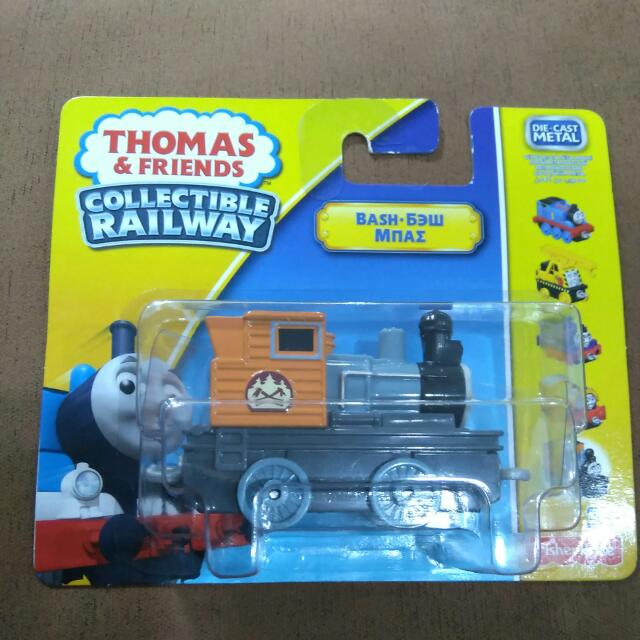 THOMAS
& FRIENDS
COLLECTIBLE
RAILWAY
BASH·БЭШ
ΜΠΑΣ
DIE-CAST
METAL
Fisher-Price